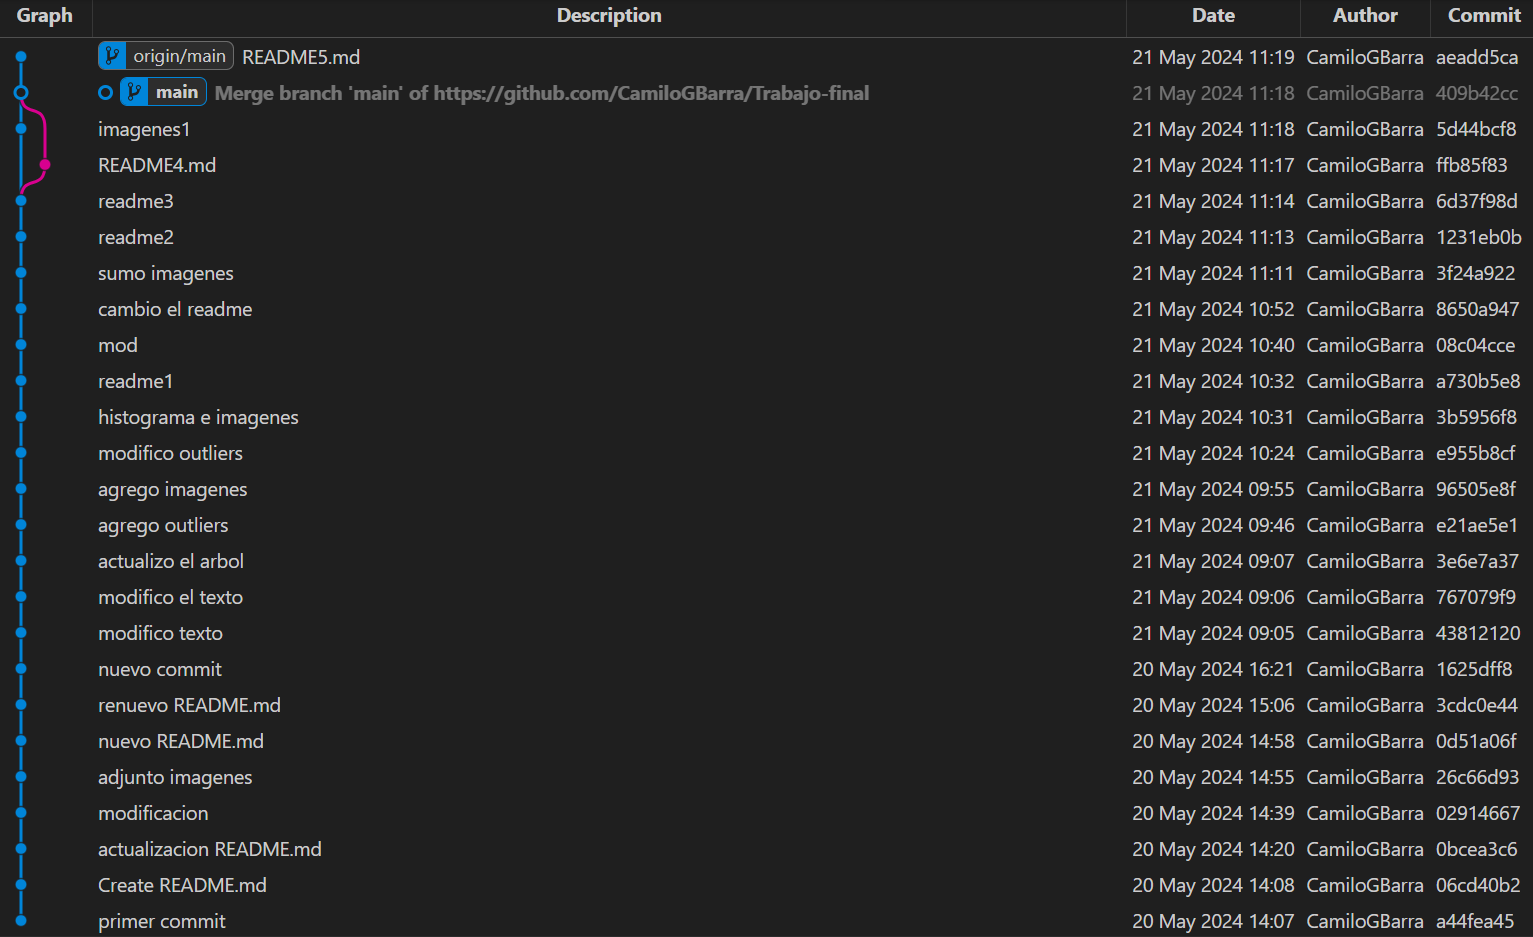 Graph Description Date Author Commit
origin/main README5.md 21 May 2024 11:19 CamiloGBarra aeadd5ca
main Merge branch 'main' of https://github.com/CamiloGBarra/Trabajo-final 21 May 2024 11:18 CamiloGBarra 409b42cc
imagenes1 21 May 2024 11:18 CamiloGBarra 5d44bcf8
README4.md 21 May 2024 11:17 CamiloGBarra ffb85f83
readme3 21 May 2024 11:14 CamiloGBarra 6d37f98d
readme2 21 May 2024 11:13 CamiloGBarra 1231eb0b
sumo imagenes 21 May 2024 11:11 CamiloGBarra 3f24a922
cambio el readme 21 May 2024 10:52 CamiloGBarra 8650a947
mod 21 May 2024 10:40 CamiloGBarra 08c04cce
readme1 21 May 2024 10:32 CamiloGBarra a730b5e8
histograma e imagenes 21 May 2024 10:31 CamiloGBarra 3b5956f8
modifico outliers 21 May 2024 10:24 CamiloGBarra e955b8cf
agrego imagenes 21 May 2024 09:55 CamiloGBarra 96505e8f
agrego outliers 21 May 2024 09:46 CamiloGBarra e21ae5e1
actualizo el arbol 21 May 2024 09:07 CamiloGBarra 3e6e7a37
modifico el texto 21 May 2024 09:06 CamiloGBarra 767079f9
modifico texto 21 May 2024 09:05 CamiloGBarra 43812120
nuevo commit 20 May 2024 16:21 CamiloGBarra 1625dff8
renuevo README.md 20 May 2024 15:06 CamiloGBarra 3cdc0e44
nuevo README.md 20 May 2024 14:58 CamiloGBarra 0d51a06f
adjunto imagenes 20 May 2024 14:55 CamiloGBarra 26c66d93
modificacion 20 May 2024 14:39 CamiloGBarra 02914667
actualizacion README.md 20 May 2024 14:20 CamiloGBarra 0bcea3c6
Create README.md 20 May 2024 14:08 CamiloGBarra 06cd40b2
primer commit 20 May 2024 14:07 CamiloGBarra a44fea45